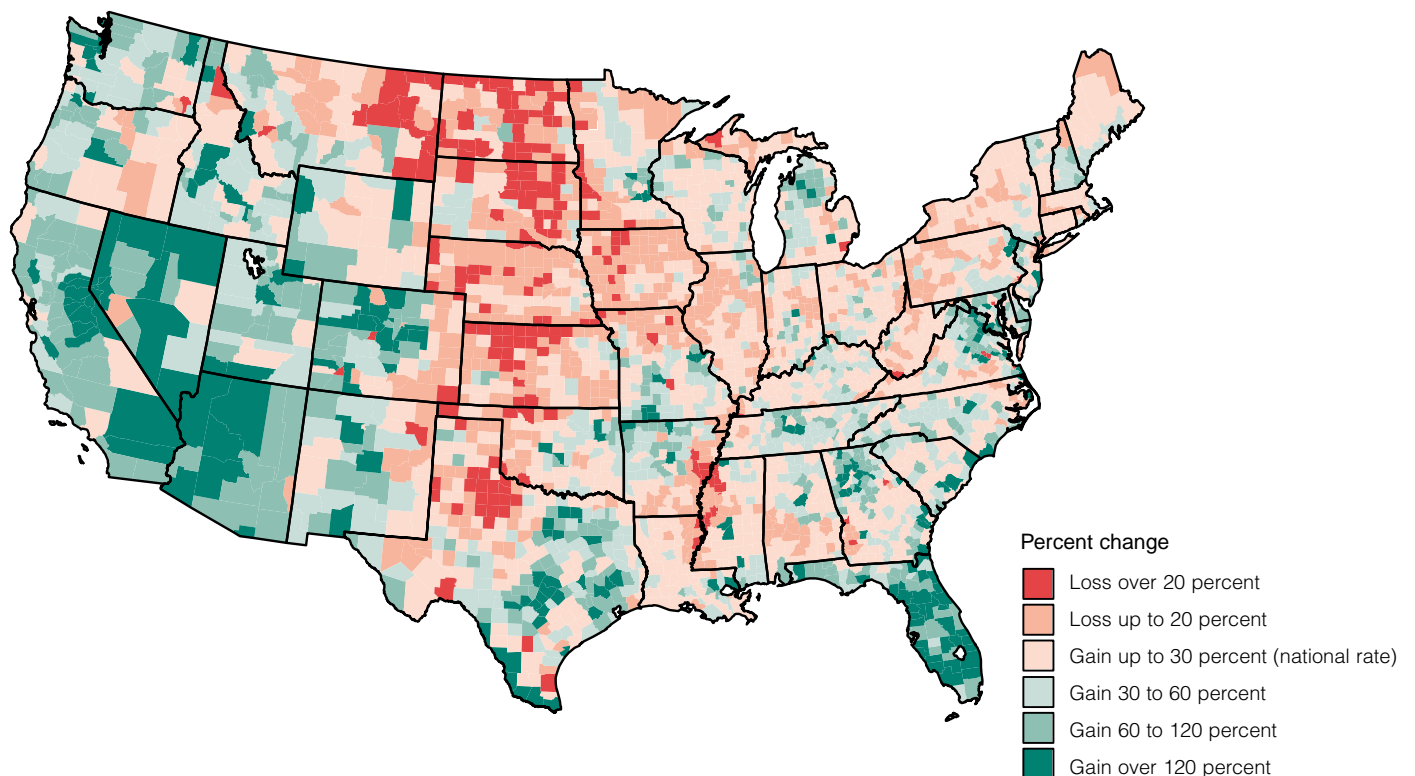 Percent change
Loss over 20 percent
Loss up to 20 percent
Gain up to 30 percent (national rate)
Gain 30 to 60 percent
Gain 60 to 120 percent
Gain over 120 percent